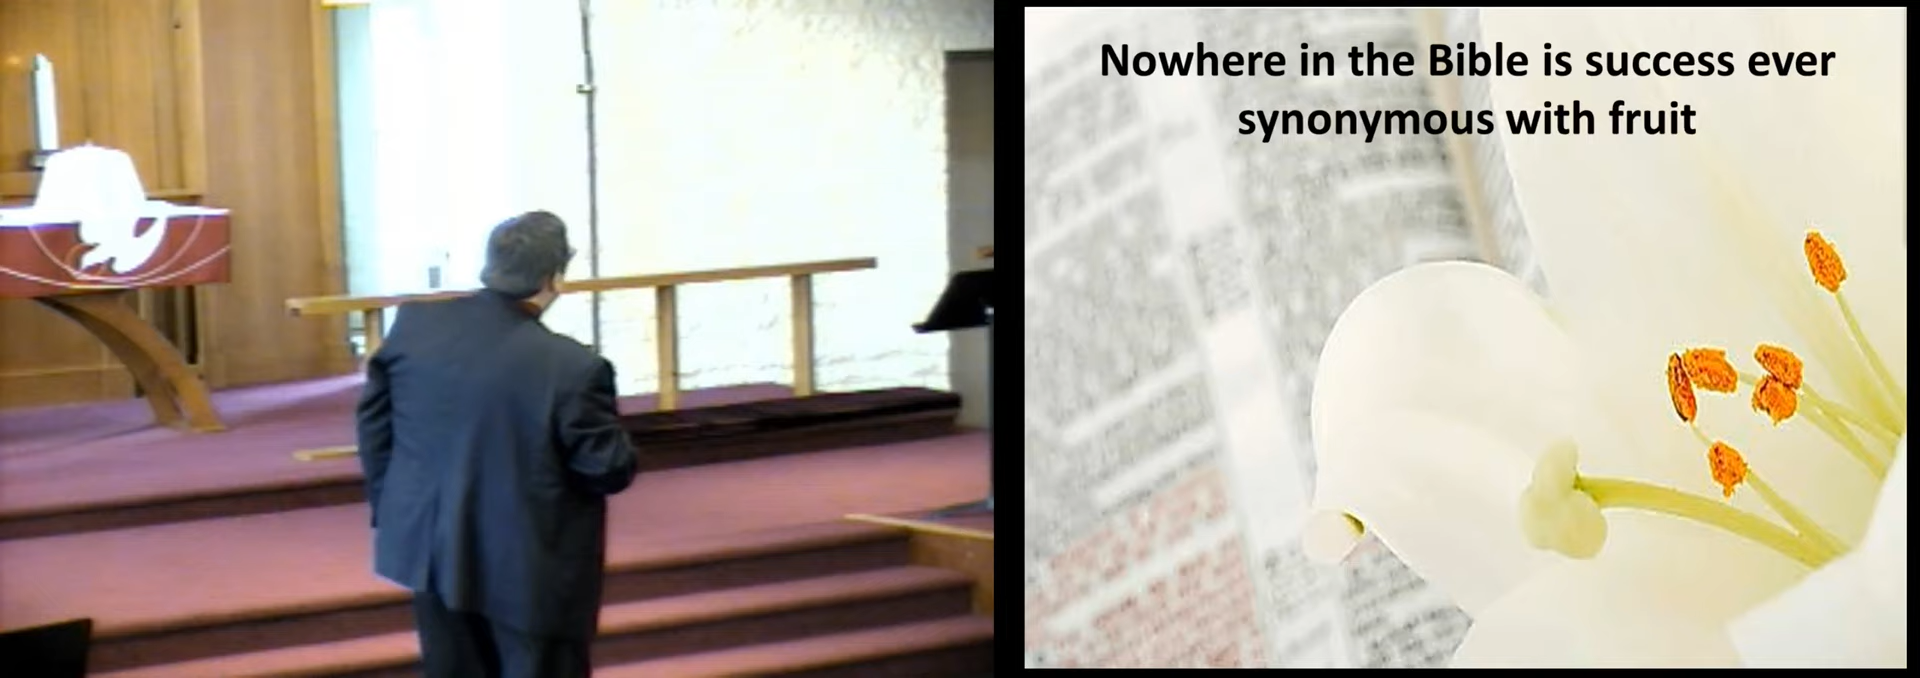 Nowhere in the Bible is success ever
synonymous with fruit